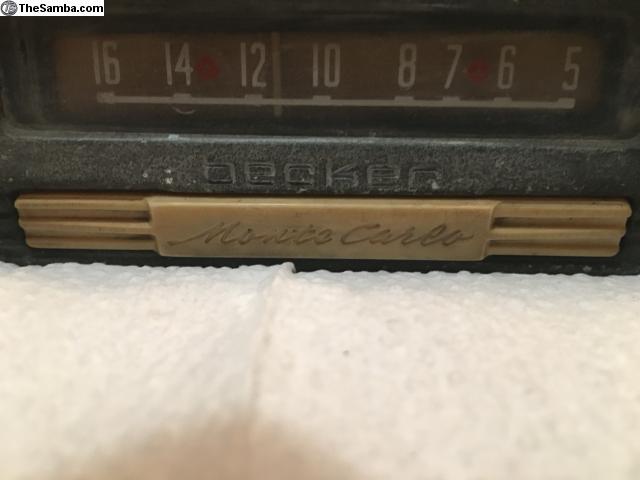 TheSamba.com
16 14 12 10 8 7 6 5
becker
Monte Carlo